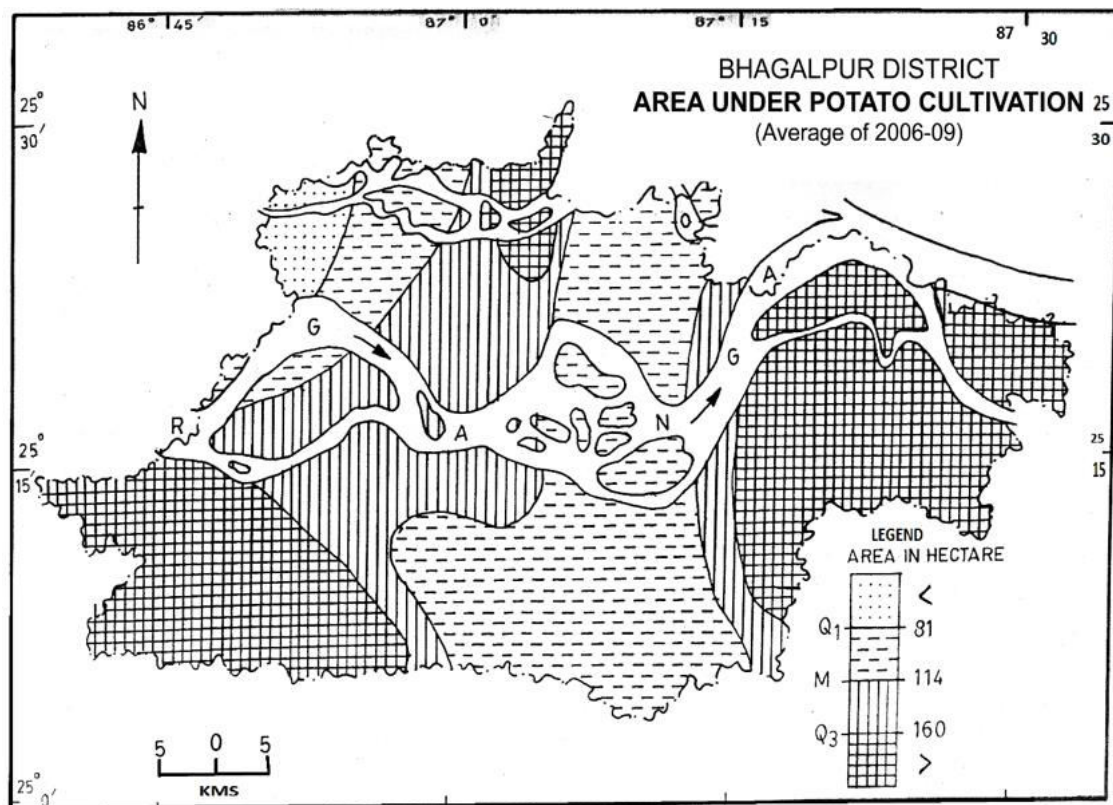 86° 45' 87° 0' 87° 15 87 30
BHAGALPUR DISTRICT
AREA UNDER POTATO CULTIVATION
(Average of 2006-09)
N
25° 30'
25 30
A
G
G
R
A
N
25° 15'
25 15
LEGEND
AREA IN HECTARE
<
Q1 81
M 114
Q3 160
>
5 0 5
KMS
25° 0'